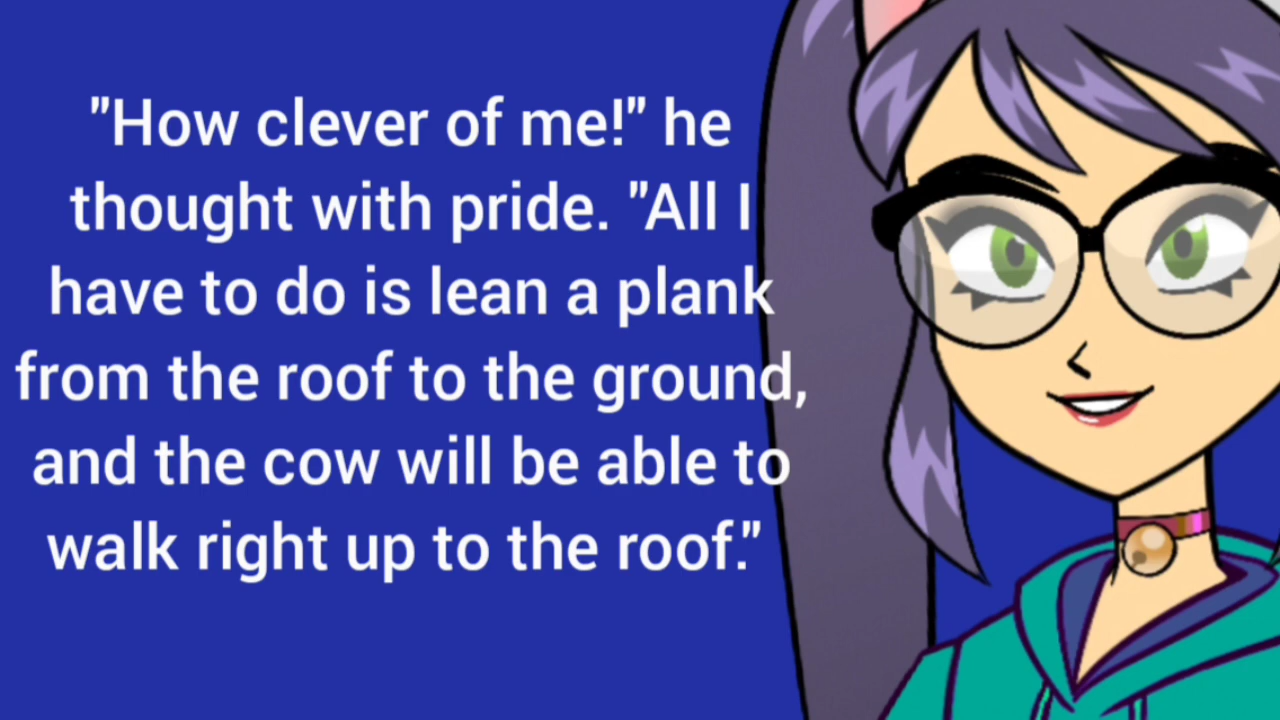 "How clever of me!" he
thought with pride. "All I
have to do is lean a plank
from the roof to the ground,
and the cow will be able to
walk right up to the roof."